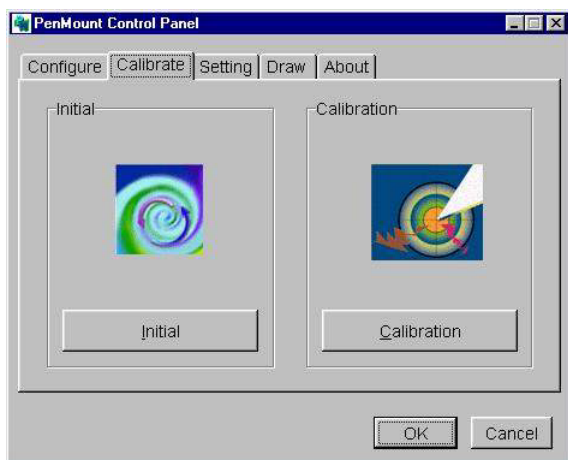 PenMount Control Panel
Configure Calibrate Setting Draw About
Initial Calibration
Initial Calibration
OK Cancel